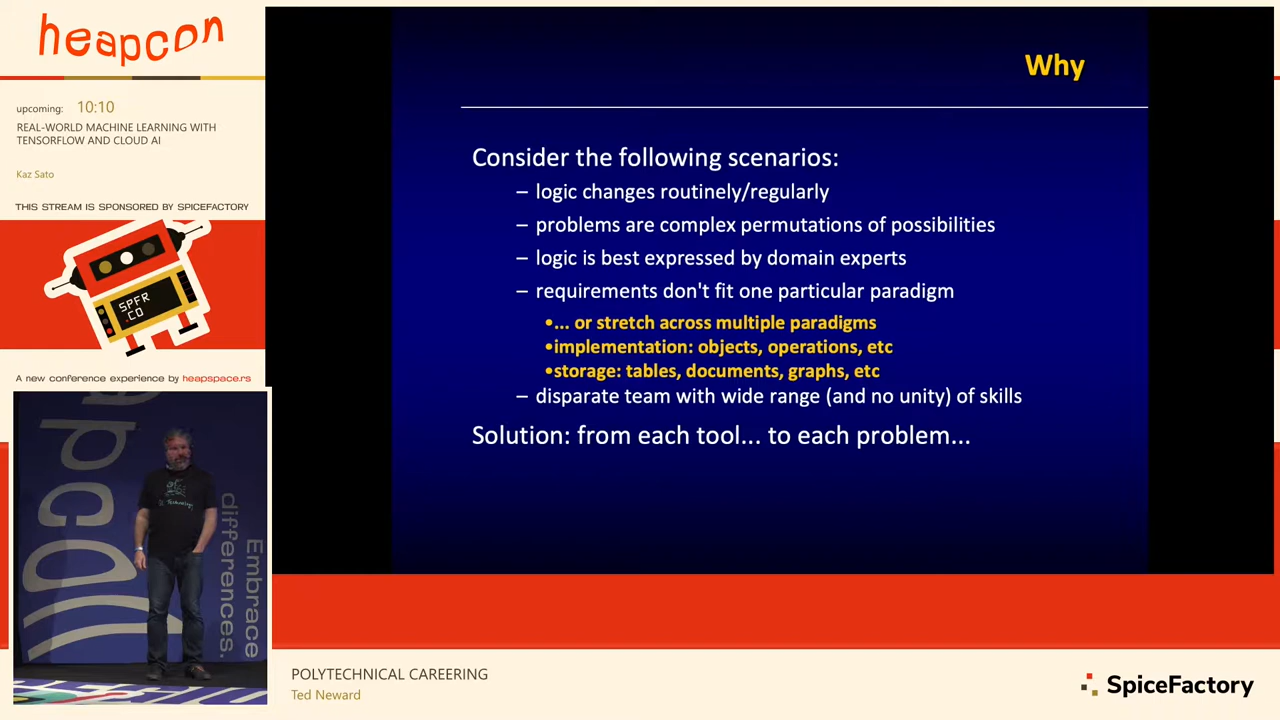 heapcon
upcoming: 10:10
REAL-WORLD MACHINE LEARNING WITH
TENSORFLOW AND CLOUD AI
Kaz Sato
THIS STREAM IS SPONSORED BY SPICEFACTORY
SPFR
.CO
A new conference experience by heapspace.rs
Embrace
differences.
Why
Consider the following scenarios:
– logic changes routinely/regularly
– problems are complex permutations of possibilities
– logic is best expressed by domain experts
– requirements don't fit one particular paradigm
•... or stretch across multiple paradigms
•implementation: objects, operations, etc
•storage: tables, documents, graphs, etc
– disparate team with wide range (and no unity) of skills
Solution: from each tool... to each problem...
POLYTECHNICAL CAREERING
Ted Neward
SpiceFactory